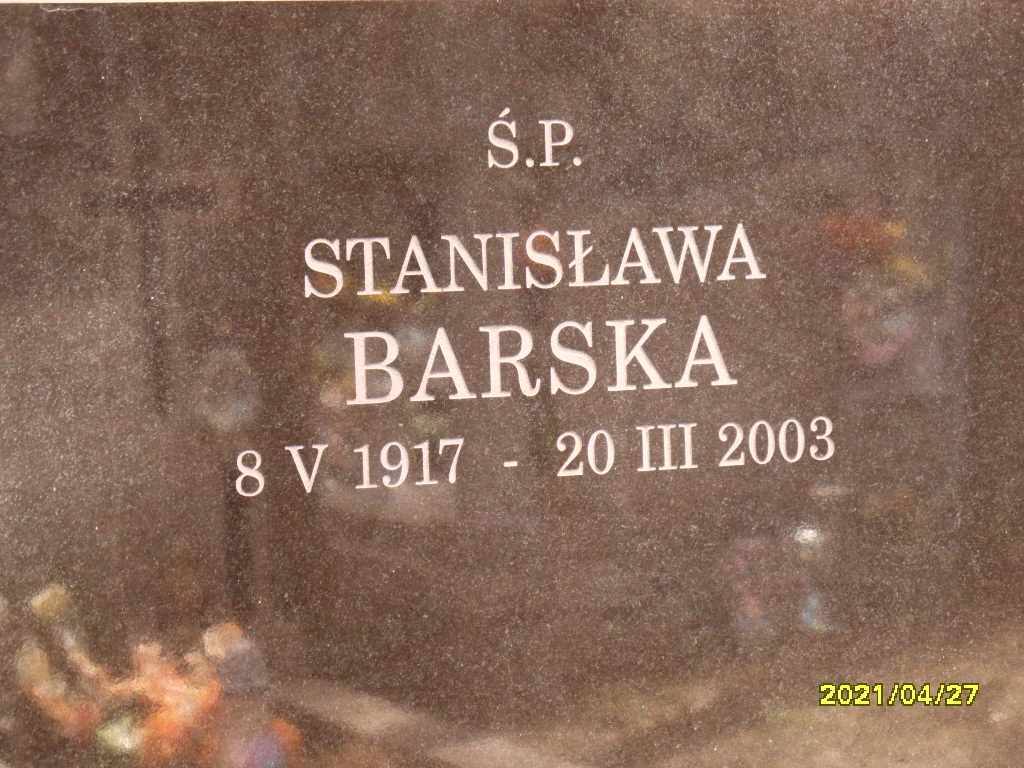 Ś.P.
STANISŁAWA
BARSKA
8 V 1917 - 20 III 2003
2021/04/27